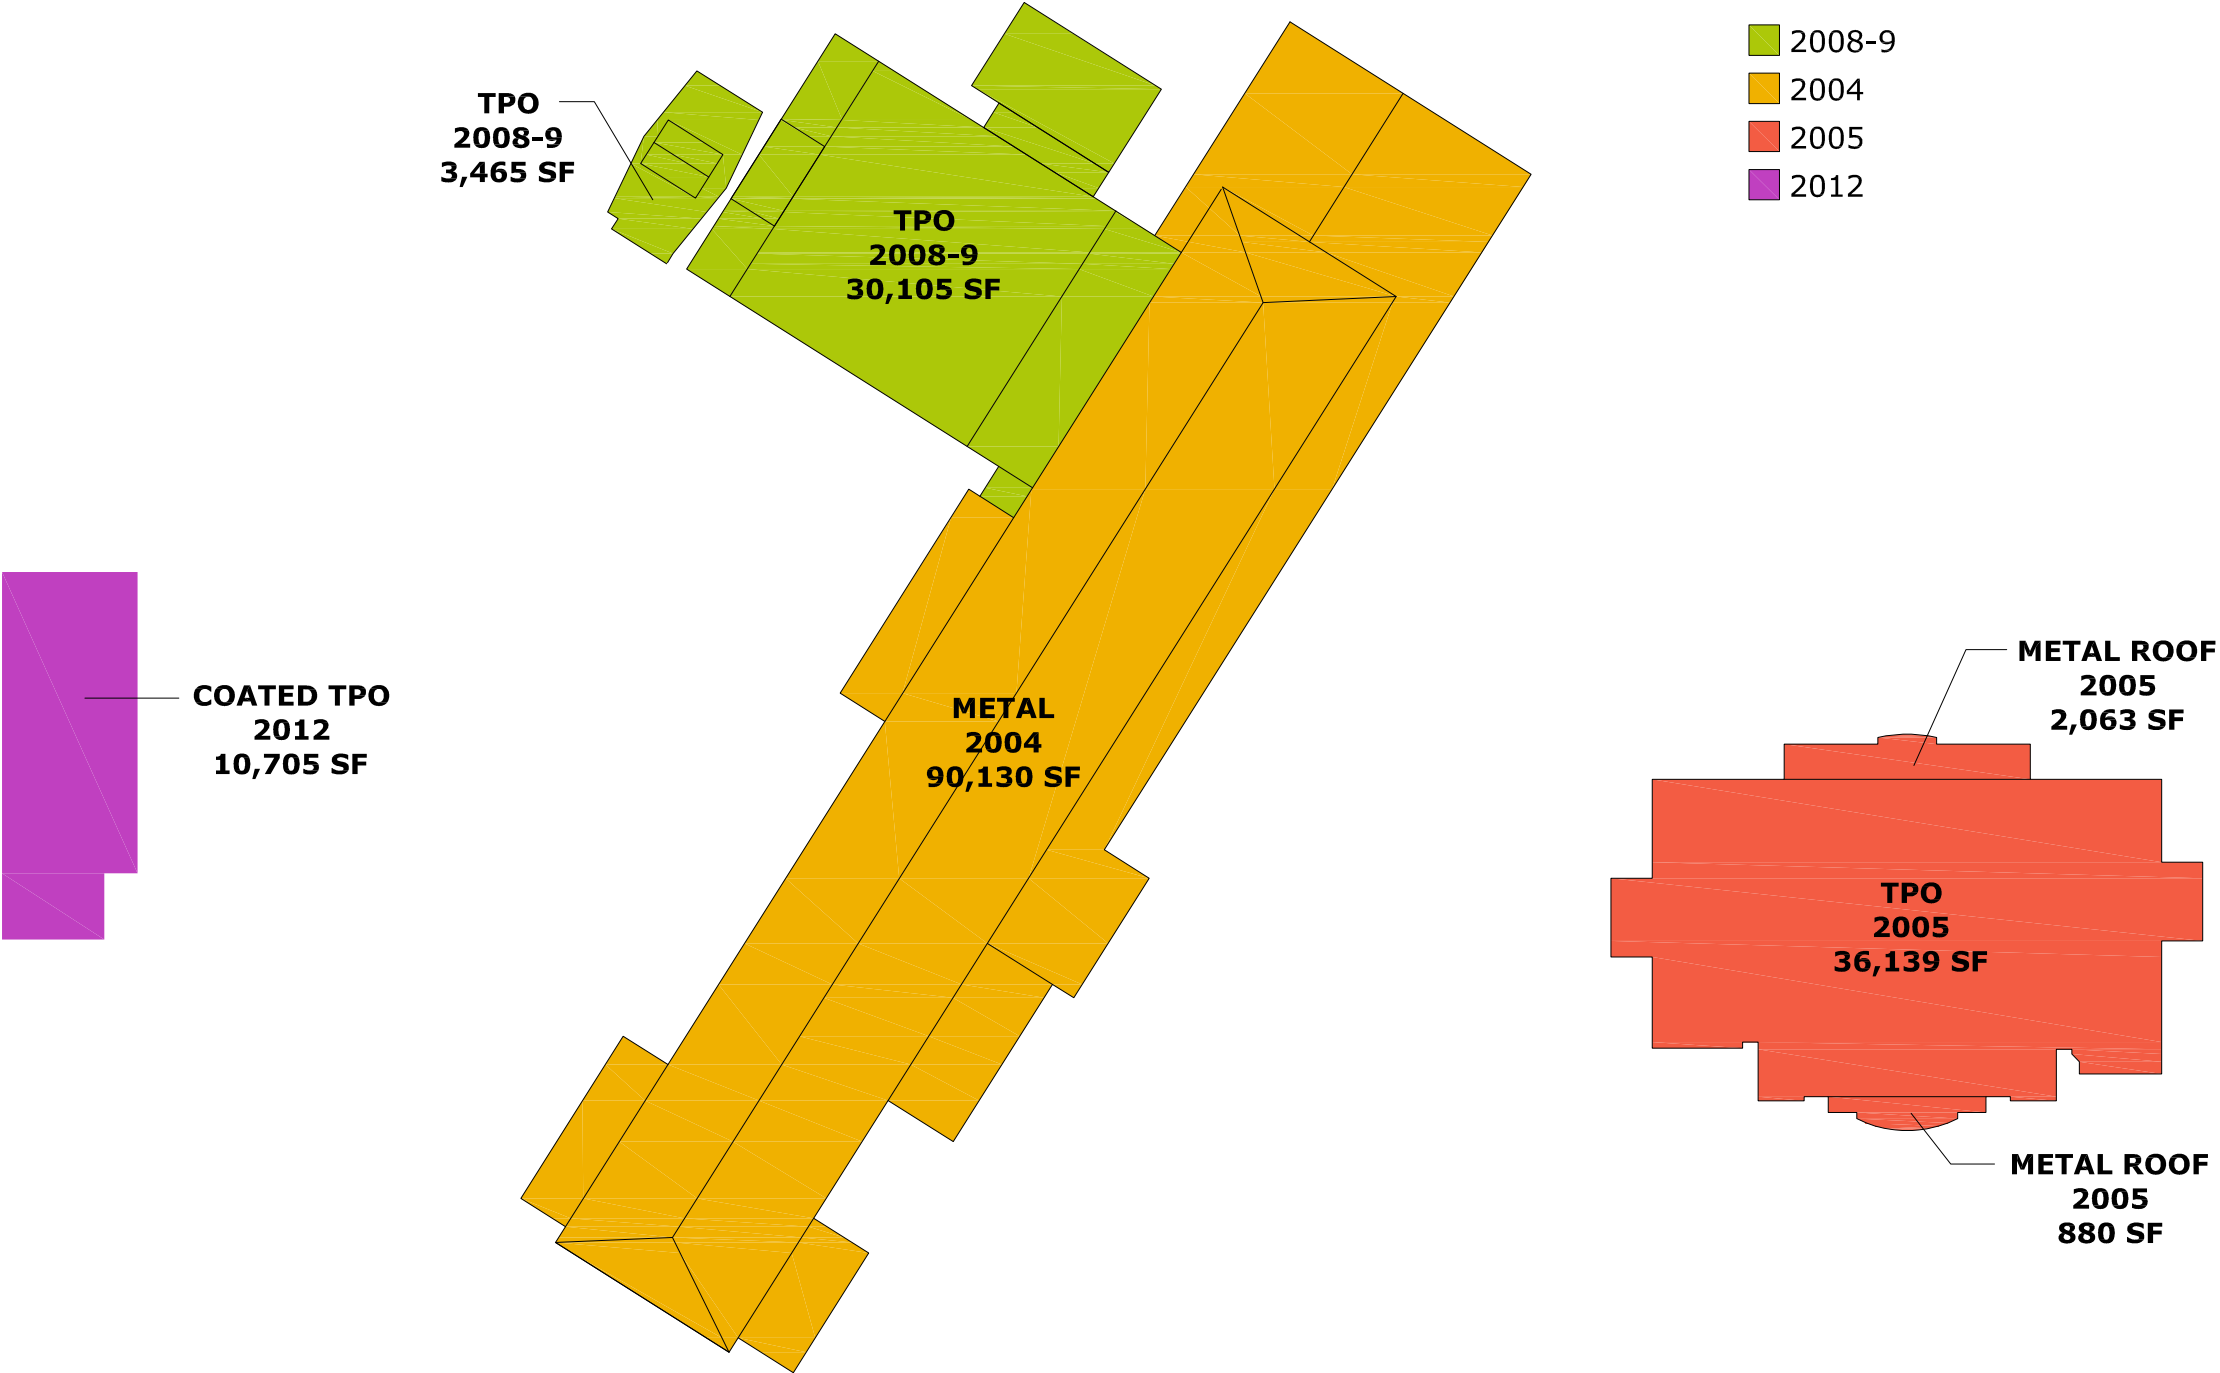 2008-9
2004
2005
2012
TPO
2008-9
3,465 SF
TPO
2008-9
30,105 SF
METAL
2004
90,130 SF
COATED TPO
2012
10,705 SF
METAL ROOF
2005
2,063 SF
TPO
2005
36,139 SF
METAL ROOF
2005
880 SF